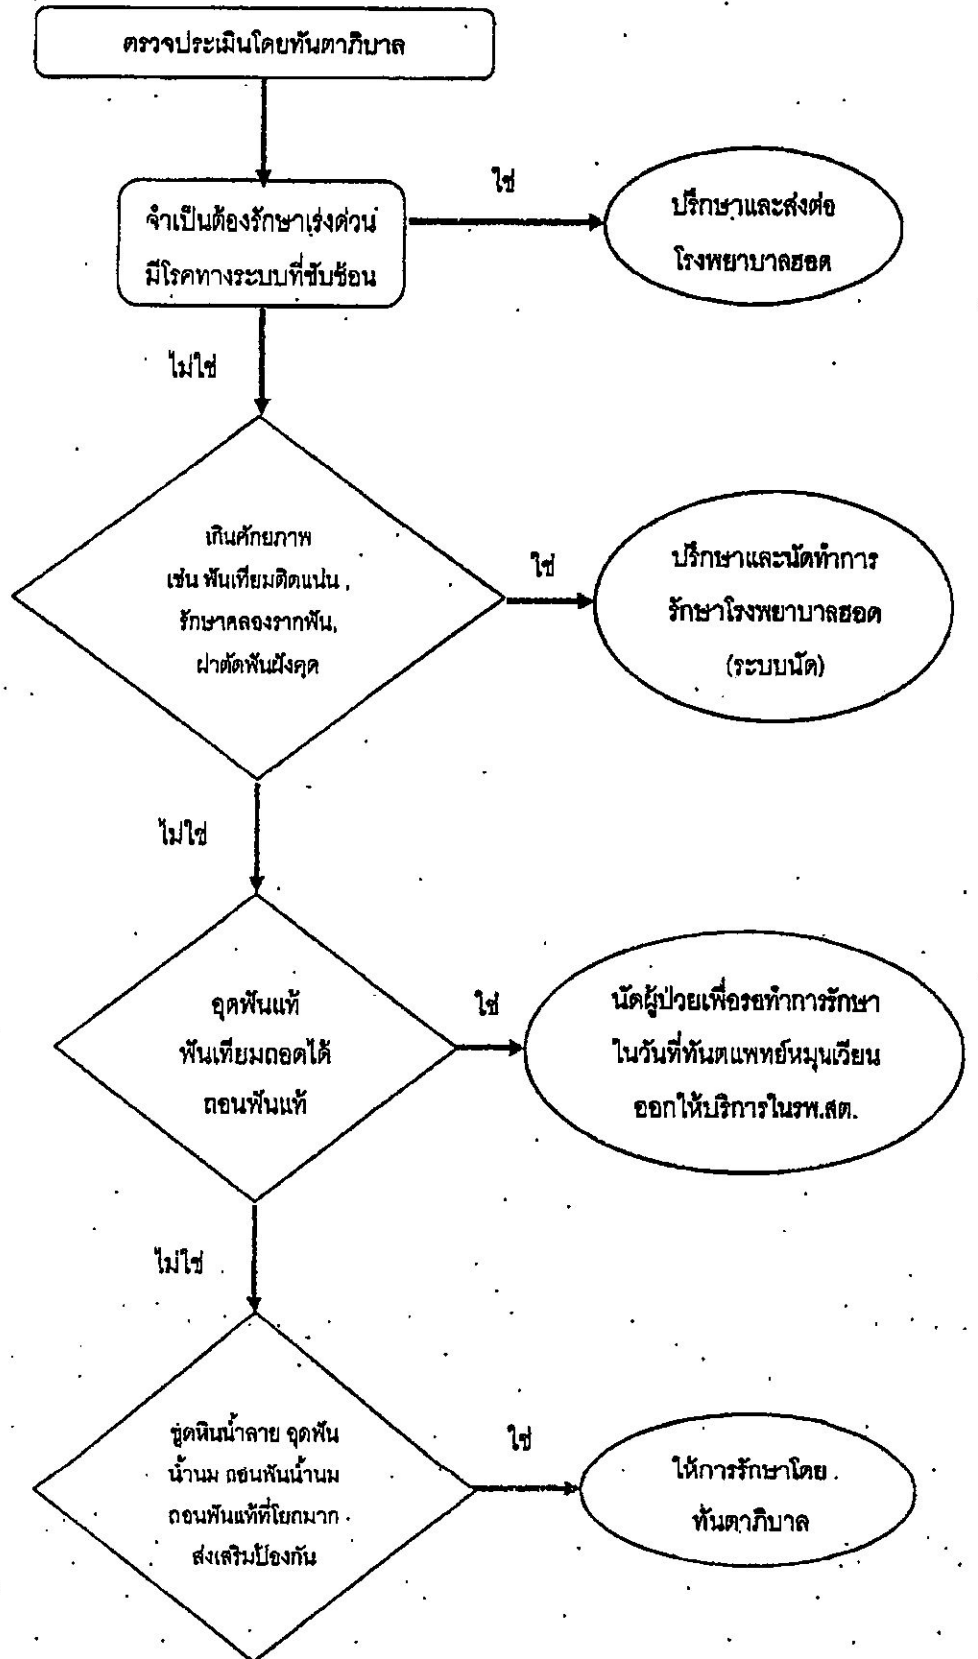 ตรวจประเมินโดยทันตาภิบาล
ใช่
จำเป็นต้องรักษาเร่งด่วน
มีโรคทางระบบที่ซับซ้อน
ปรึกษาและส่งต่อ
โรงพยาบาลฮอด
ไม่ใช่
เกินศักยภาพ
เช่น ฟันเทียมติดแน่น ,
รักษาคลองรากฟัน,
ผ่าตัดฟันฝังคุด
ใช่
ปรึกษาและนัดทำการ
รักษาโรงพยาบาลฮอด
(ระบบนัด)
ไม่ใช่
อุดฟันแท้
ฟันเทียมถอดได้
ถอนฟันแท้
ใช่
นัดผู้ป่วยเพื่อรอทำการรักษา
ในวันที่ทันตแพทย์หมุนเวียน
ออกให้บริการในรพ.สต.
ไม่ใช่
ขูดหินน้ำลาย อุดฟัน
น้ำนม ถอนฟันน้ำนม
ถอนฟันแท้ที่โยกมาก
ส่งเสริมป้องกัน
ใช่
ให้การรักษาโดย
ทันตาภิบาล